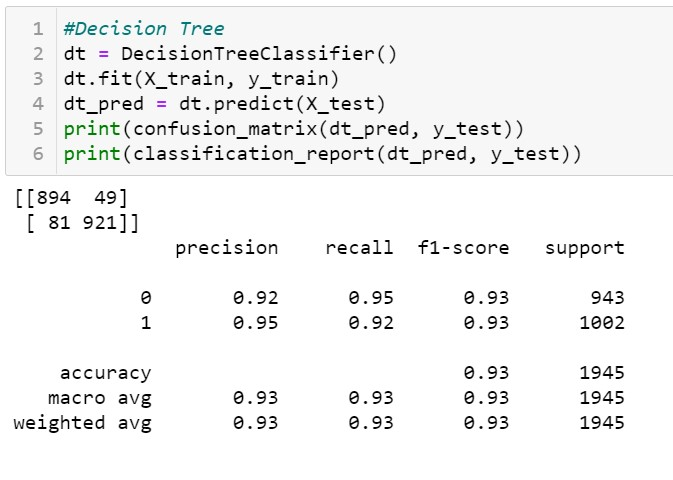 1 #Decision Tree
2 dt = DecisionTreeClassifier()
3 dt.fit(X_train, y_train)
4 dt_pred = dt.predict(X_test)
5 print(confusion_matrix(dt_pred, y_test))
6 print(classification_report(dt_pred, y_test))
[[894  49]
 [ 81 921]]
              precision    recall  f1-score   support

           0       0.92      0.95      0.93       943
           1       0.95      0.92      0.93      1002

    accuracy                           0.93      1945
   macro avg       0.93      0.93      0.93      1945
weighted avg       0.93      0.93      0.93      1945